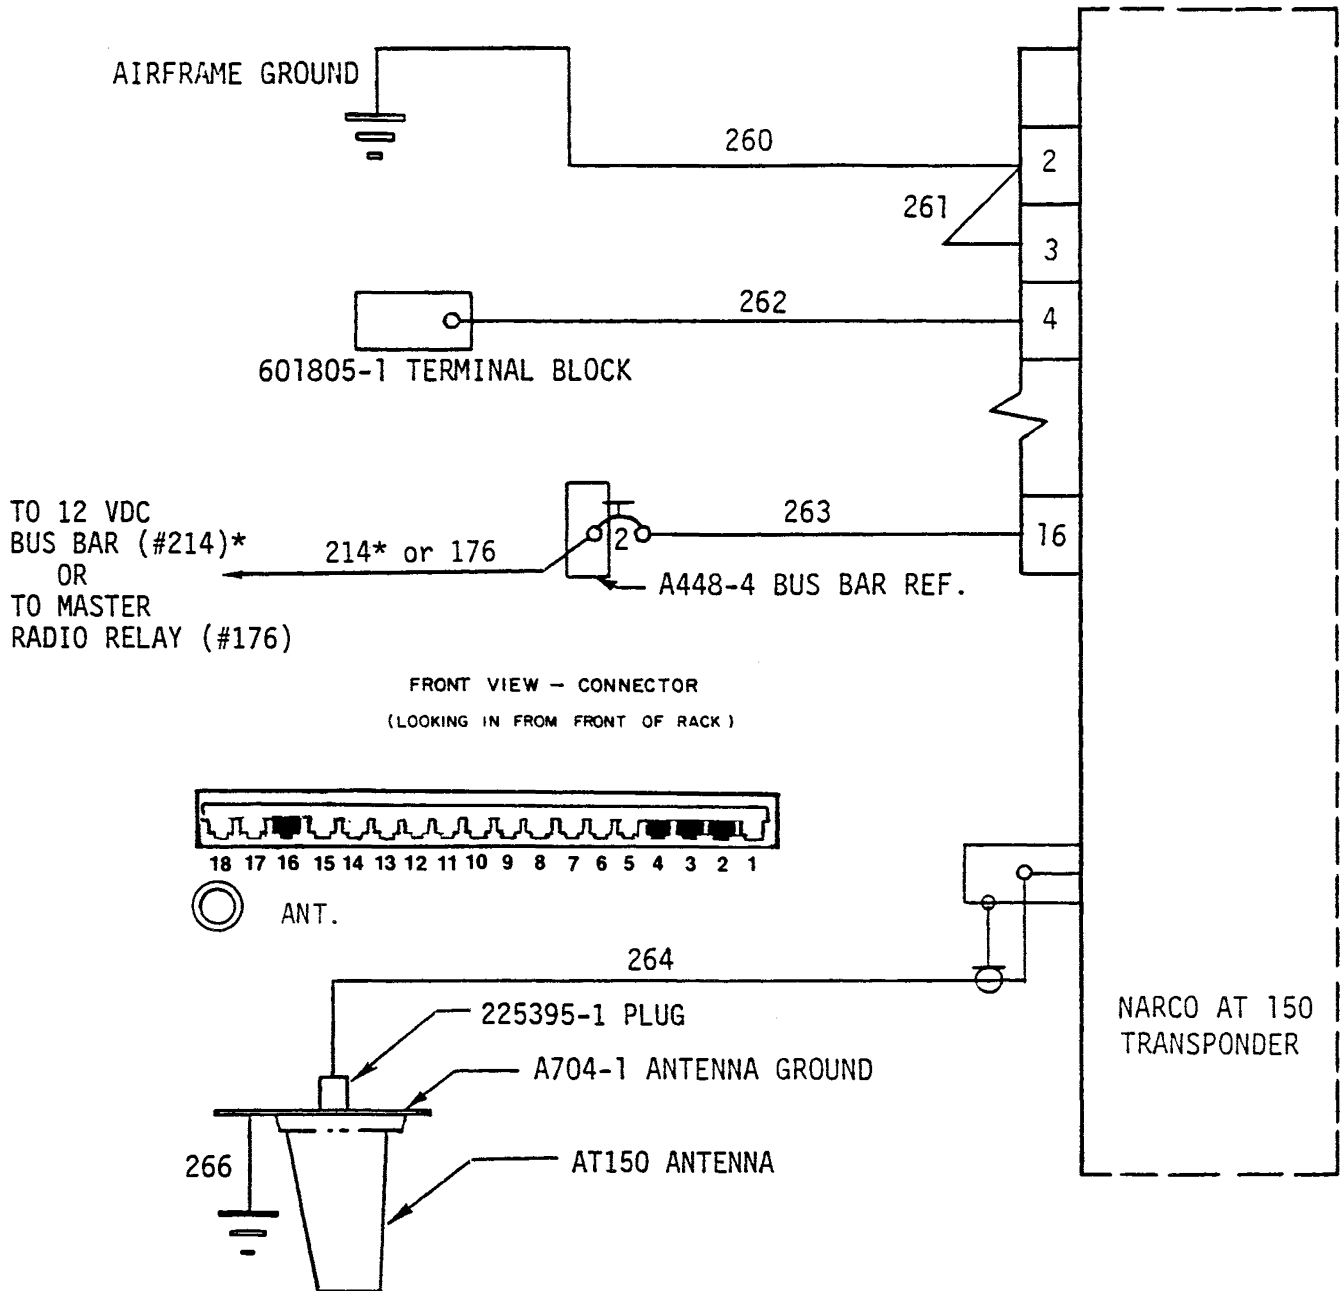 AIRFRAME GROUND
260
2
261
3
262
4
601805-1 TERMINAL BLOCK
TO 12 VDC
BUS BAR (#214)*
OR
TO MASTER
RADIO RELAY (#176)
214* or 176
2
263
16
A448-4 BUS BAR REF.
FRONT VIEW – CONNECTOR
(LOOKING IN FROM FRONT OF RACK)
18 17 16 15 14 13 12 11 10 9 8 7 6 5 4 3 2 1
ANT.
264
225395-1 PLUG
A704-1 ANTENNA GROUND
266
AT150 ANTENNA
NARCO AT 150
TRANSPONDER